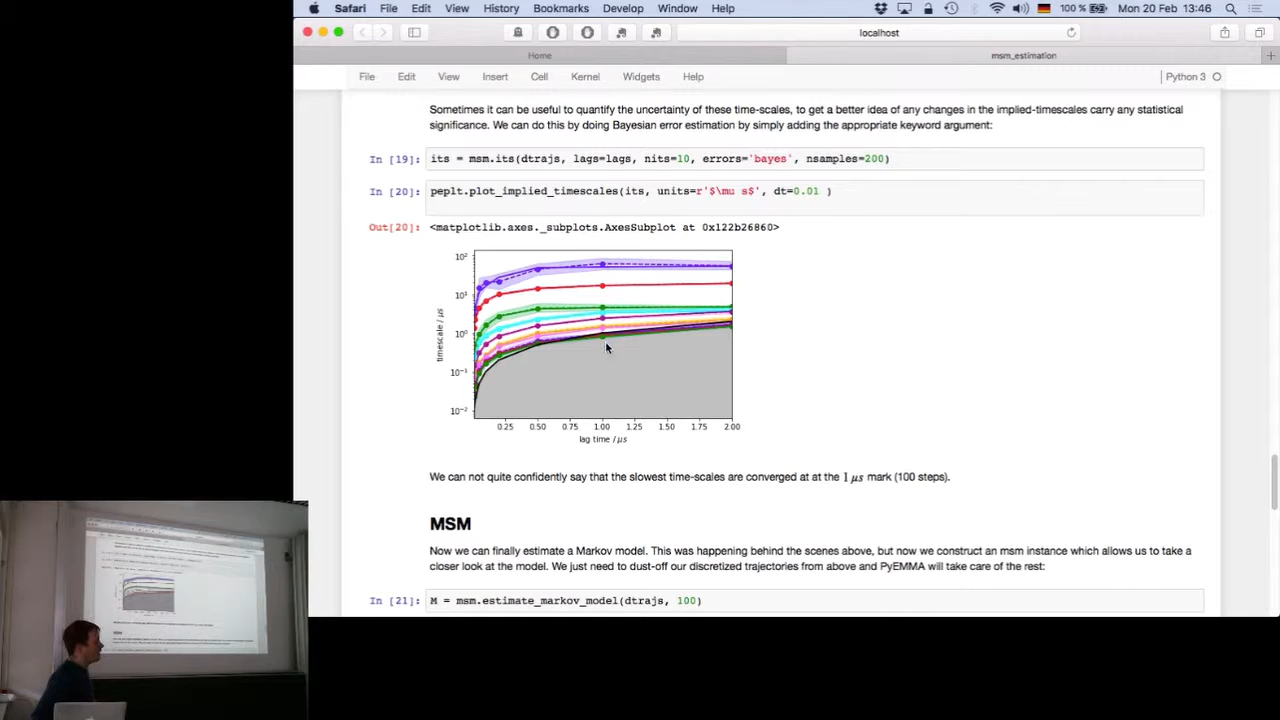 Safari File Edit View History Bookmarks Develop Window Help 100 % Mon 20 Feb 13:46
localhost
Home msm_estimation
File Edit View Insert Cell Kernel Widgets Help Python 3
Sometimes it can be useful to quantify the uncertainty of these time-scales, to get a better idea of any changes in the implied-timescales carry any statistical
significance. We can do this by doing Bayesian error estimation by simply adding the appropriate keyword argument:
In [19]: its = msm.its(dtrajs, lags=lags, nits=10, errors='bayes', nsamples=200)
In [20]: peplt.plot_implied_timescales(its, units=r'$\mu s$', dt=0.01 )
Out[20]: <matplotlib.axes._subplots.AxesSubplot at 0x122b26860>
10²
10¹
10⁰
10⁻¹
10⁻²
timescale / μs
0.25 0.50 0.75 1.00 1.25 1.50 1.75 2.00
lag time / μs
We can not quite confidently say that the slowest time-scales are converged at at the 1 μs mark (100 steps).
MSM
Now we can finally estimate a Markov model. This was happening behind the scenes above, but now we construct an msm instance which allows us to take a
closer look at the model. We just need to dust-off our discretized trajectories from above and PyEMMA will take care of the rest:
In [21]: M = msm.estimate_markov_model(dtrajs, 100)